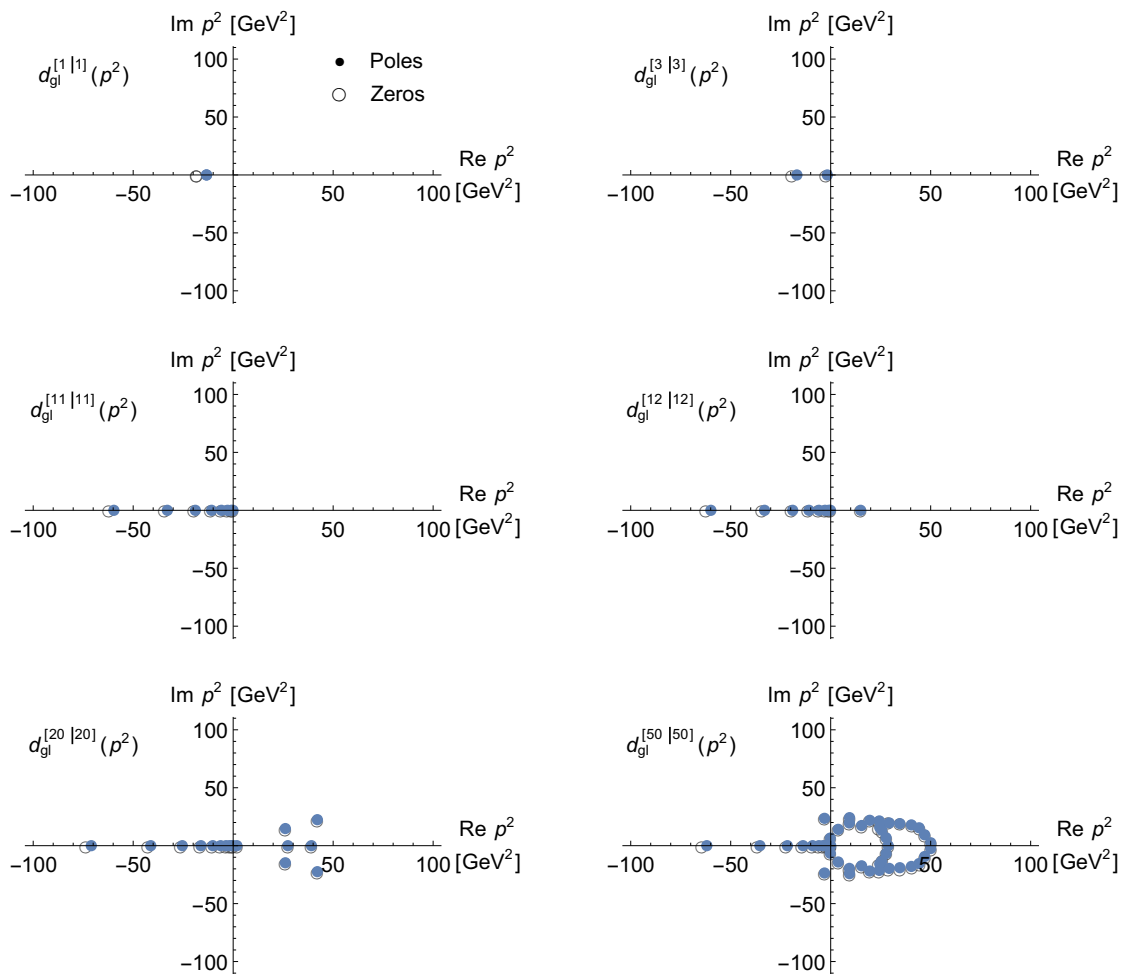 Im p² [GeV²]
d_gl^[1|1](p²)
● Poles
○ Zeros
100
50
−50
−100
−100 −50 50 100
Re p²
[GeV²]
Im p² [GeV²]
d_gl^[3|3](p²)
100
50
−50
−100
−100 −50 50 100
Re p²
[GeV²]
Im p² [GeV²]
d_gl^[11|11](p²)
100
50
−50
−100
−100 −50 50 100
Re p²
[GeV²]
Im p² [GeV²]
d_gl^[12|12](p²)
100
50
−50
−100
−100 −50 50 100
Re p²
[GeV²]
Im p² [GeV²]
d_gl^[20|20](p²)
100
50
−50
−100
−100 −50 50 100
Re p²
[GeV²]
Im p² [GeV²]
d_gl^[50|50](p²)
100
50
−50
−100
−100 −50 50 100
Re p²
[GeV²]